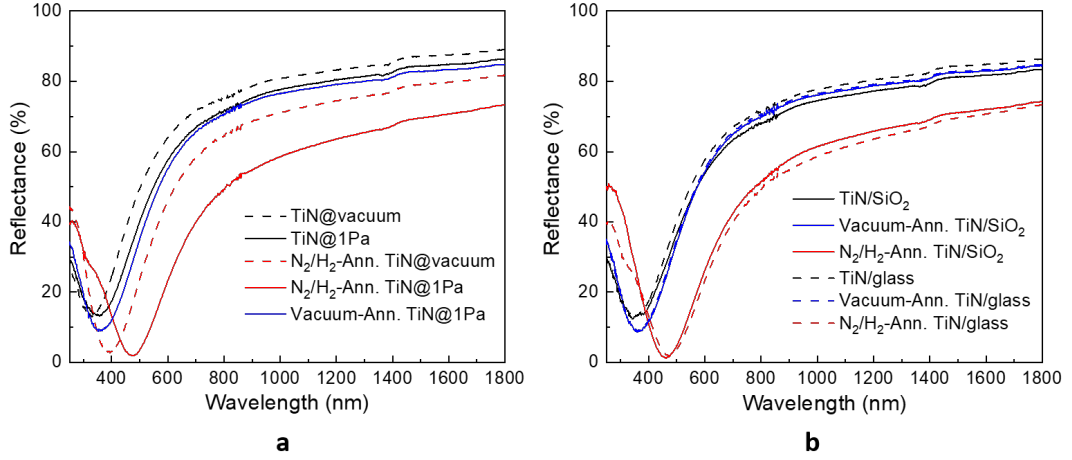 100
80
60
40
20
0
Reflectance (%)
400 600 800 1000 1200 1400 1600 1800
Wavelength (nm)
TiN@vacuum
TiN@1Pa
N₂/H₂-Ann. TiN@vacuum
N₂/H₂-Ann. TiN@1Pa
Vacuum-Ann. TiN@1Pa
a
100
80
60
40
20
0
Reflectance (%)
400 600 800 1000 1200 1400 1600 1800
Wavelength (nm)
TiN/SiO₂
Vacuum-Ann. TiN/SiO₂
N₂/H₂-Ann. TiN/SiO₂
TiN/glass
Vacuum-Ann. TiN/glass
N₂/H₂-Ann. TiN/glass
b